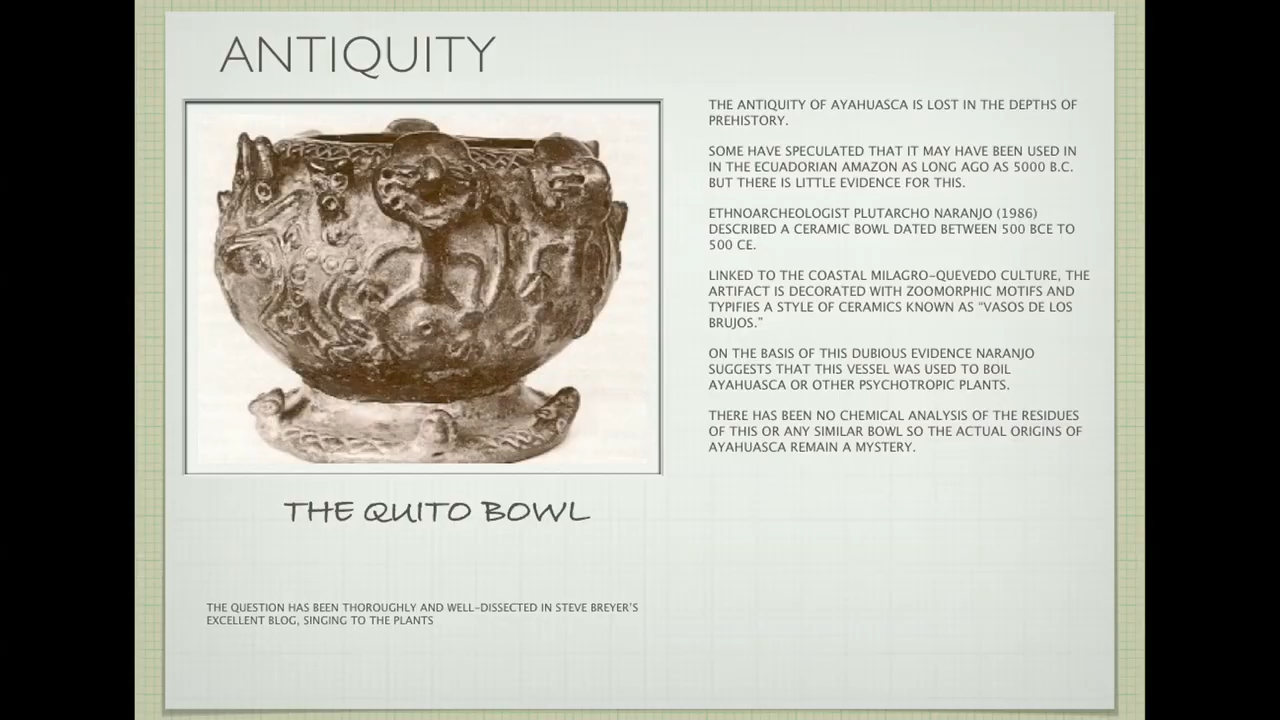 ANTIQUITY
THE ANTIQUITY OF AYAHUASCA IS LOST IN THE DEPTHS OF
PREHISTORY.
SOME HAVE SPECULATED THAT IT MAY HAVE BEEN USED IN
IN THE ECUADORIAN AMAZON AS LONG AGO AS 5000 B.C.
BUT THERE IS LITTLE EVIDENCE FOR THIS.
ETHNOARCHEOLOGIST PLUTARCHO NARANJO (1986)
DESCRIBED A CERAMIC BOWL DATED BETWEEN 500 BCE TO
500 CE.
LINKED TO THE COASTAL MILAGRO-QUEVEDO CULTURE, THE
ARTIFACT IS DECORATED WITH ZOOMORPHIC MOTIFS AND
TYPIFIES A STYLE OF CERAMICS KNOWN AS “VASOS DE LOS
BRUJOS.”
ON THE BASIS OF THIS DUBIOUS EVIDENCE NARANJO
SUGGESTS THAT THIS VESSEL WAS USED TO BOIL
AYAHUASCA OR OTHER PSYCHOTROPIC PLANTS.
THERE HAS BEEN NO CHEMICAL ANALYSIS OF THE RESIDUES
OF THIS OR ANY SIMILAR BOWL SO THE ACTUAL ORIGINS OF
AYAHUASCA REMAIN A MYSTERY.
THE QUITO BOWL
THE QUESTION HAS BEEN THOROUGHLY AND WELL-DISSECTED IN STEVE BREYER’S
EXCELLENT BLOG, SINGING TO THE PLANTS